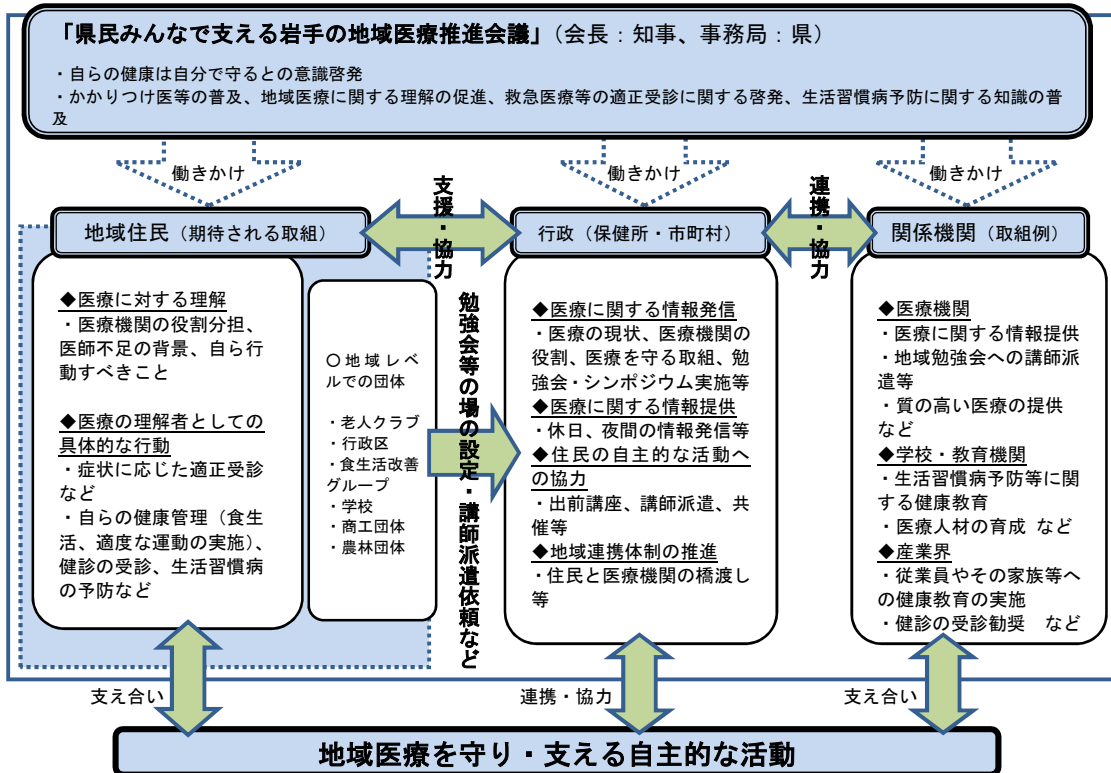 「県民みんなで支える岩手の地域医療推進会議」（会長：知事、事務局：県）
・自らの健康は自分で守るとの意識啓発
・かかりつけ医等の普及、地域医療に関する理解の促進、救急医療等の適正受診に関する啓発、生活習慣病予防に関する知識の普
及
働きかけ
働きかけ
働きかけ
支援・協力
連携・協力
地域住民（期待される取組）
行政（保健所・市町村）
関係機関（取組例）
◆医療に対する理解
・医療機関の役割分担、
医師不足の背景、自ら行
動すべきこと
◆医療の理解者としての
具体的な行動
・症状に応じた適正受診
など
・自らの健康管理（食生
活、適度な運動の実施）、
健診の受診、生活習慣病
の予防など
〇地域レベ
ルでの団体
・老人クラブ
・行政区
・食生活改善
グループ
・学校
・商工団体
・農林団体
勉強会等の場の設定・講師派遣依頼など
◆医療に関する情報発信
・医療の現状、医療機関の
役割、医療を守る取組、勉
強会・シンポジウム実施等
◆医療に関する情報提供
・休日、夜間の情報発信等
◆住民の自主的な活動へ
の協力
・出前講座、講師派遣、共
催等
◆地域連携体制の推進
・住民と医療機関の橋渡し
等
◆医療機関
・医療に関する情報提供
・地域勉強会への講師派
遣等
・質の高い医療の提供
など
◆学校・教育機関
・生活習慣病予防等に関
する健康教育
・医療人材の育成 など
◆産業界
・従業員やその家族等へ
の健康教育の実施
・健診の受診勧奨　など
支え合い
連携・協力
支え合い
地域医療を守り・支える自主的な活動